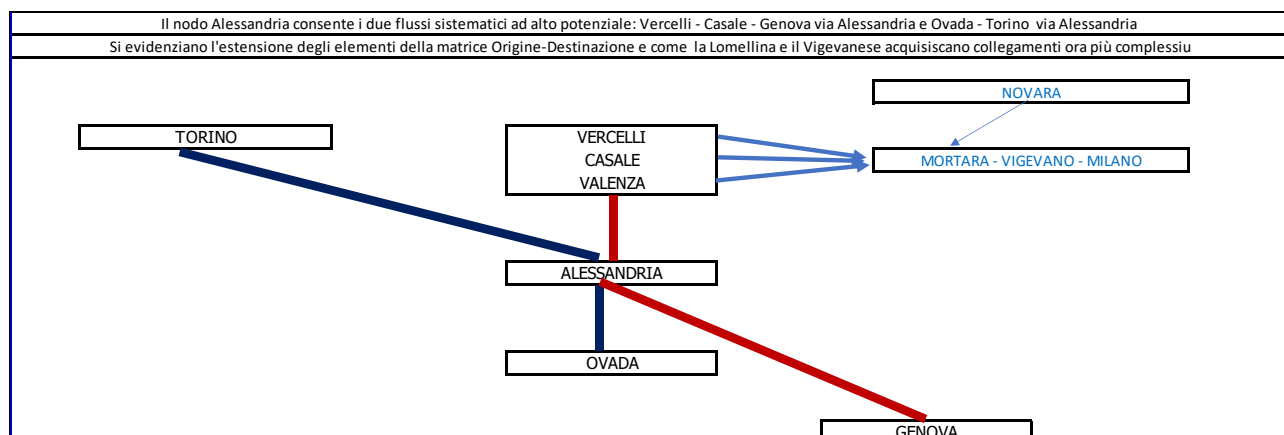 Il nodo Alessandria consente i due flussi sistematici ad alto potenziale: Vercelli - Casale - Genova via Alessandria e Ovada - Torino via Alessandria
Si evidenziano l'estensione degli elementi della matrice Origine-Destinazione e come la Lomellina e il Vigevanese acquisiscano collegamenti ora più complessiu
NOVARA
TORINO
VERCELLI
CASALE
MORTARA - VIGEVANO - MILANO
VALENZA
ALESSANDRIA
OVADA
GENOVA